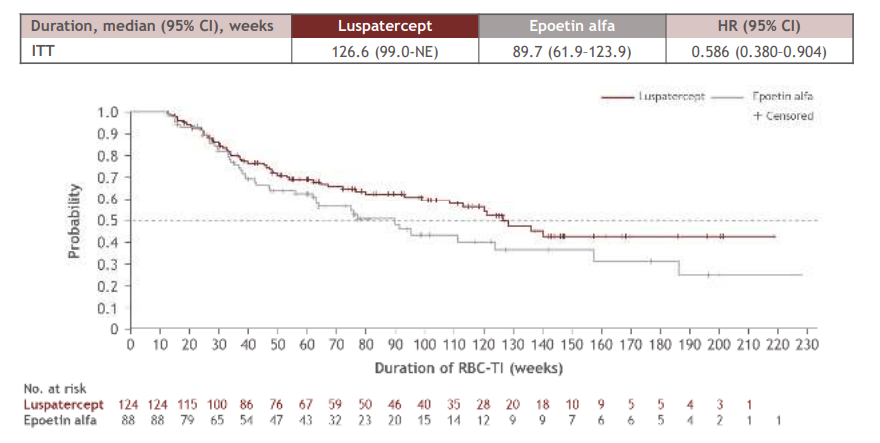 Duration, median (95% CI), weeks Luspatercept Epoetin alfa HR (95% CI)
ITT 126.6 (99.0-NE) 89.7 (61.9-123.9) 0.586 (0.380-0.904)
Luspatercept Epoetin alfa
+ Censored
1.0
0.9
0.8
0.7
0.6
0.5
0.4
0.3
0.2
0.1
0
Probability
0 10 20 30 40 50 60 70 80 90 100 110 120 130 140 150 160 170 180 190 200 210 220 230
Duration of RBC-TI (weeks)
No. at risk
Luspatercept 124 124 115 100 86 76 67 59 50 46 40 35 28 20 18 10 9 5 5 4 3 1
Epoetin alfa 88 88 79 65 54 47 43 32 23 20 15 14 12 9 9 7 6 6 5 4 2 1 1